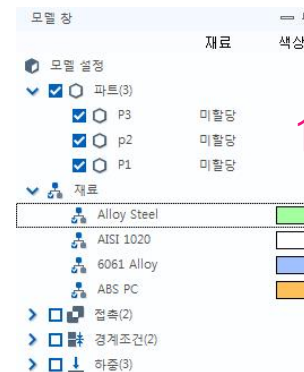 모델 창
재료 색상
모델 설정
파트(3)
P3 미할당
p2 미할당
P1 미할당
재료
Alloy Steel
AISI 1020
6061 Alloy
ABS PC
접촉(2)
경계조건(2)
하중(3)